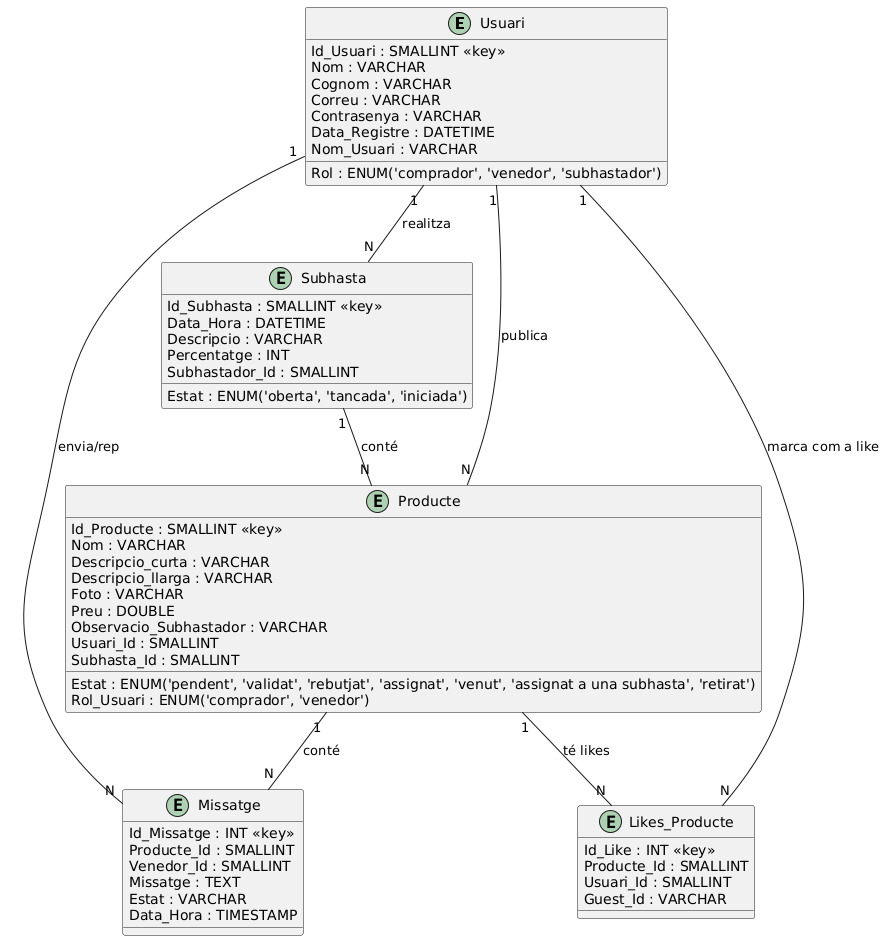 E Usuari
Id_Usuari : SMALLINT «key»
Nom : VARCHAR
Cognom : VARCHAR
Correu : VARCHAR
Contrasenya : VARCHAR
Data_Registre : DATETIME
Nom_Usuari : VARCHAR
Rol : ENUM('comprador', 'venedor', 'subhastador')
1
1
1
1
realitza
N
E Subhasta
Id_Subhasta : SMALLINT «key»
Data_Hora : DATETIME
Descripcio : VARCHAR
Percentatge : INT
Subhastador_Id : SMALLINT
Estat : ENUM('oberta', 'tancada', 'iniciada')
publica
1
envia/rep
conté
marca com a like
N
N
E Producte
Id_Producte : SMALLINT «key»
Nom : VARCHAR
Descripcio_curta : VARCHAR
Descripcio_llarga : VARCHAR
Foto : VARCHAR
Preu : DOUBLE
Observacio_Subhastador : VARCHAR
Usuari_Id : SMALLINT
Subhasta_Id : SMALLINT
Estat : ENUM('pendent', 'validat', 'rebutjat', 'assignat', 'venut', 'assignat a una subhasta', 'retirat')
Rol_Usuari : ENUM('comprador', 'venedor')
1
1
conté
té likes
N
N
N
N
E Missatge
Id_Missatge : INT «key»
Producte_Id : SMALLINT
Venedor_Id : SMALLINT
Missatge : TEXT
Estat : VARCHAR
Data_Hora : TIMESTAMP
E Likes_Producte
Id_Like : INT «key»
Producte_Id : SMALLINT
Usuari_Id : SMALLINT
Guest_Id : VARCHAR